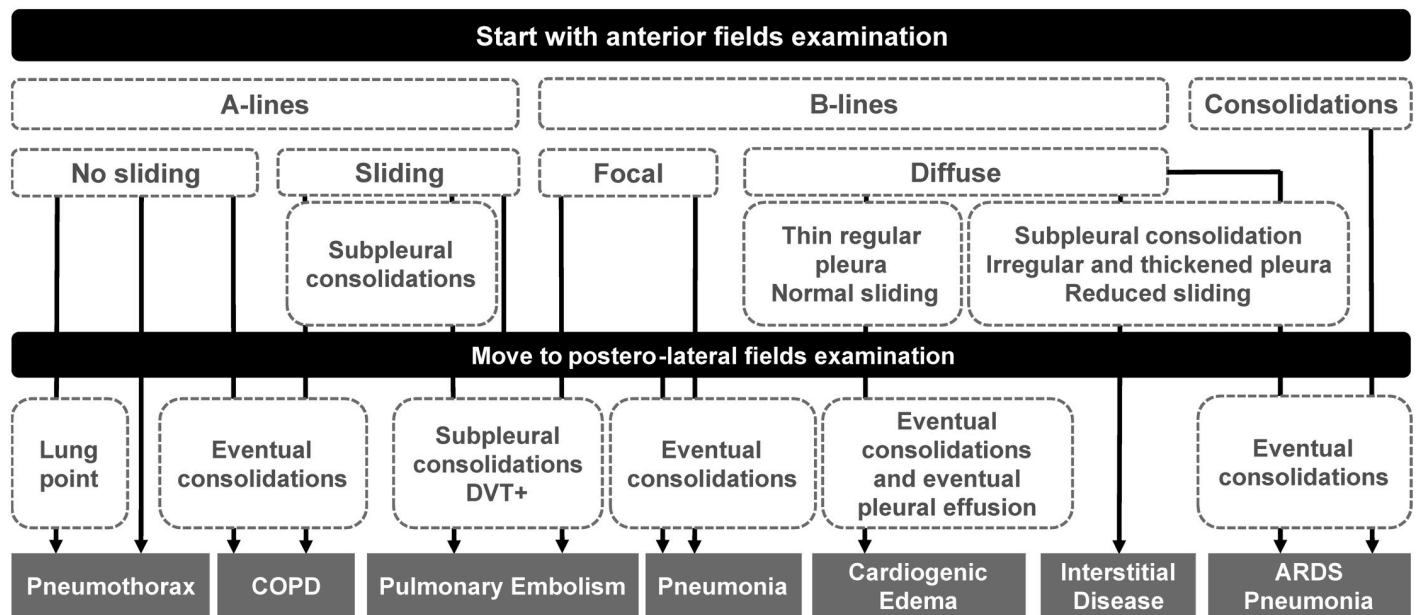 Start with anterior fields examination
A-lines
B-lines
Consolidations
No sliding
Sliding
Focal
Diffuse
Subpleural
consolidations
Thin regular
pleura
Normal sliding
Subpleural consolidation
Irregular and thickened pleura
Reduced sliding
Move to postero-lateral fields examination
Lung
point
Eventual
consolidations
Subpleural
consolidations
DVT+
Eventual
consolidations
Eventual
consolidations
and eventual
pleural effusion
Eventual
consolidations
Pneumothorax
COPD
Pulmonary Embolism
Pneumonia
Cardiogenic
Edema
Interstitial
Disease
ARDS
Pneumonia